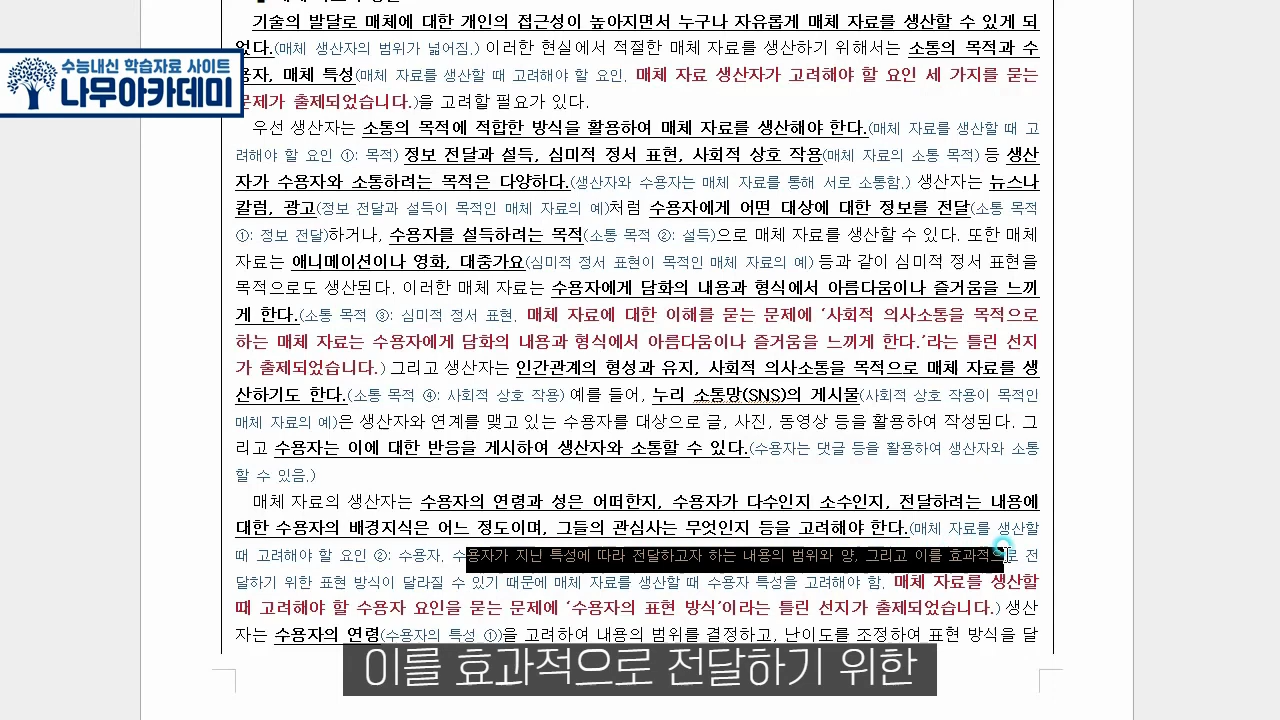 기술의 발달로 매체에 대한 개인의 접근성이 높아지면서 누구나 자유롭게 매체 자료를 생산할 수 있게 되
었다.(매체 생산자의 범위가 넓어짐.) 이러한 현실에서 적절한 매체 자료를 생산하기 위해서는 소통의 목적과 수
용자, 매체 특성(매체 자료를 생산할 때 고려해야 할 요인. 매체 자료 생산자가 고려해야 할 요인 세 가지를 묻는
문제가 출제되었습니다.)을 고려할 필요가 있다.
수능내신 학습자료 사이트
나무아카데미
우선 생산자는 소통의 목적에 적합한 방식을 활용하여 매체 자료를 생산해야 한다.(매체 자료를 생산할 때 고
려해야 할 요인 ①: 목적) 정보 전달과 설득, 심미적 정서 표현, 사회적 상호 작용(매체 자료의 소통 목적) 등 생산
자가 수용자와 소통하려는 목적은 다양하다.(생산자와 수용자는 매체 자료를 통해 서로 소통함.) 생산자는 뉴스나
칼럼, 광고(정보 전달과 설득이 목적인 매체 자료의 예)처럼 수용자에게 어떤 대상에 대한 정보를 전달(소통 목적
①: 정보 전달)하거나, 수용자를 설득하려는 목적(소통 목적 ②: 설득)으로 매체 자료를 생산할 수 있다. 또한 매체
자료는 애니메이션이나 영화, 대중가요(심미적 정서 표현이 목적인 매체 자료의 예) 등과 같이 심미적 정서 표현을
목적으로도 생산된다. 이러한 매체 자료는 수용자에게 담화의 내용과 형식에서 아름다움이나 즐거움을 느끼
게 한다.(소통 목적 ③: 심미적 정서 표현. 매체 자료에 대한 이해를 묻는 문제에 ‘사회적 의사소통을 목적으로
하는 매체 자료는 수용자에게 담화의 내용과 형식에서 아름다움이나 즐거움을 느끼게 한다.’라는 틀린 선지
가 출제되었습니다.) 그리고 생산자는 인간관계의 형성과 유지, 사회적 의사소통을 목적으로 매체 자료를 생
산하기도 한다.(소통 목적 ④: 사회적 상호 작용) 예를 들어, 누리 소통망(SNS)의 게시물(사회적 상호 작용이 목적인
매체 자료의 예)은 생산자와 연계를 맺고 있는 수용자를 대상으로 글, 사진, 동영상 등을 활용하여 작성된다. 그
리고 수용자는 이에 대한 반응을 게시하여 생산자와 소통할 수 있다.(수용자는 댓글 등을 활용하여 생산자와 소통
할 수 있음.)
매체 자료의 생산자는 수용자의 연령과 성은 어떠한지, 수용자가 다수인지 소수인지, 전달하려는 내용에
대한 수용자의 배경지식은 어느 정도이며, 그들의 관심사는 무엇인지 등을 고려해야 한다.(매체 자료를 생산할
때 고려해야 할 요인 ②: 수용자. 수용자가 지닌 특성에 따라 전달하고자 하는 내용의 범위와 양, 그리고 이를 효과적으로 전
달하기 위한 표현 방식이 달라질 수 있기 때문에 매체 자료를 생산할 때 수용자 특성을 고려해야 함. 매체 자료를 생산할
때 고려해야 할 수용자 요인을 묻는 문제에 ‘수용자의 표현 방식’이라는 틀린 선지가 출제되었습니다.) 생산
자는 수용자의 연령(수용자의 특성 ①)을 고려하여 내용의 범위를 결정하고, 난이도를 조정하여 표현 방식을 달
이를 효과적으로 전달하기 위한